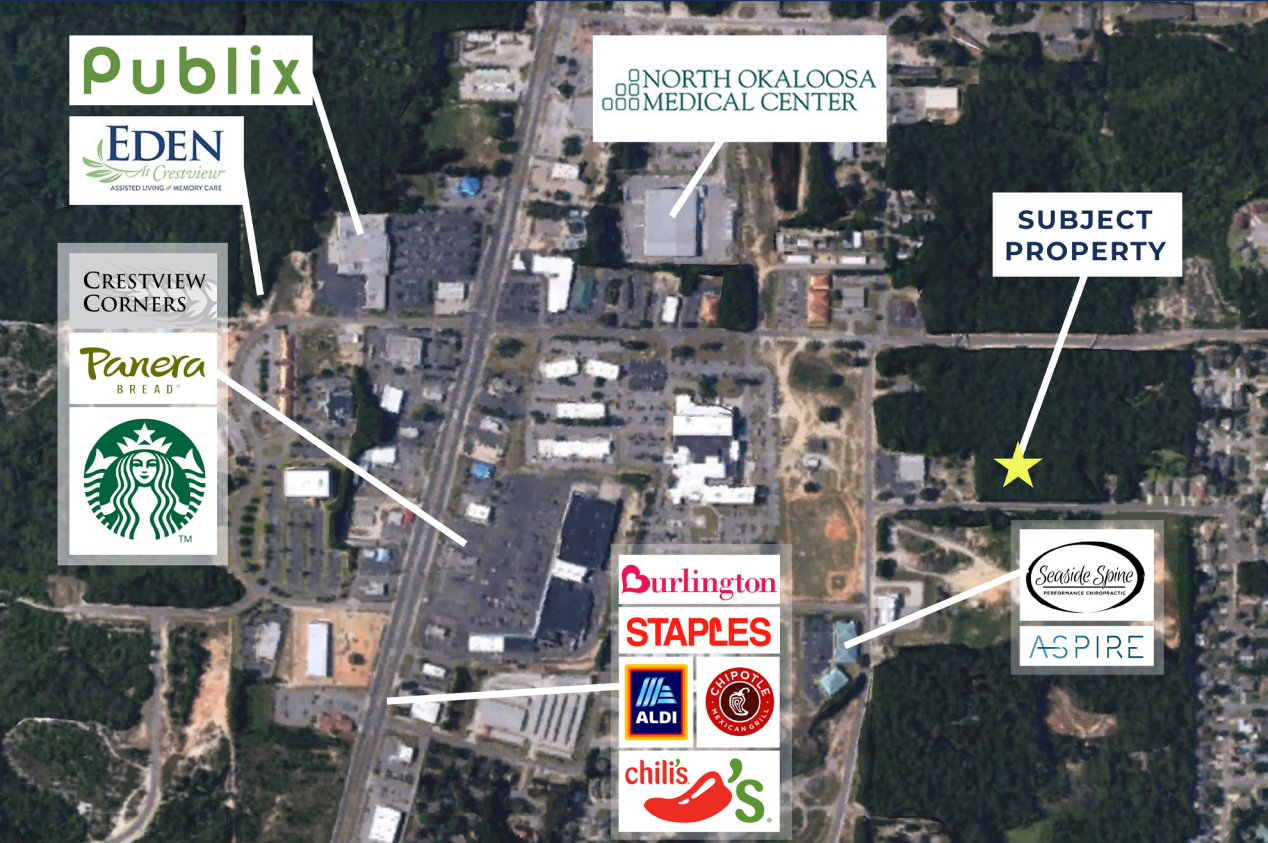 Publix
EDEN
At Crestview
ASSISTED LIVING & MEMORY CARE
NORTH OKALOOSA
MEDICAL CENTER
SUBJECT
PROPERTY
CRESTVIEW
CORNERS
Panera
BREAD®
TM
Burlington
STAPLES
ALDI
CHIPOTLE
MEXICAN GRILL
chili's
'S®
Seaside Spine
PERFORMANCE CHIROPRACTIC
ASPIRE